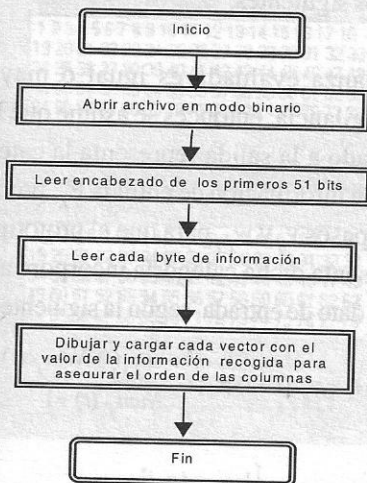 Inicio
Abrir archivo en modo binario
Leer encabezado de los primeros 51 bits
Leer cada byte de información
Dibujar y cargar cada vector con el
valor de la información recogida para
asegurar el orden de las columnas
Fin